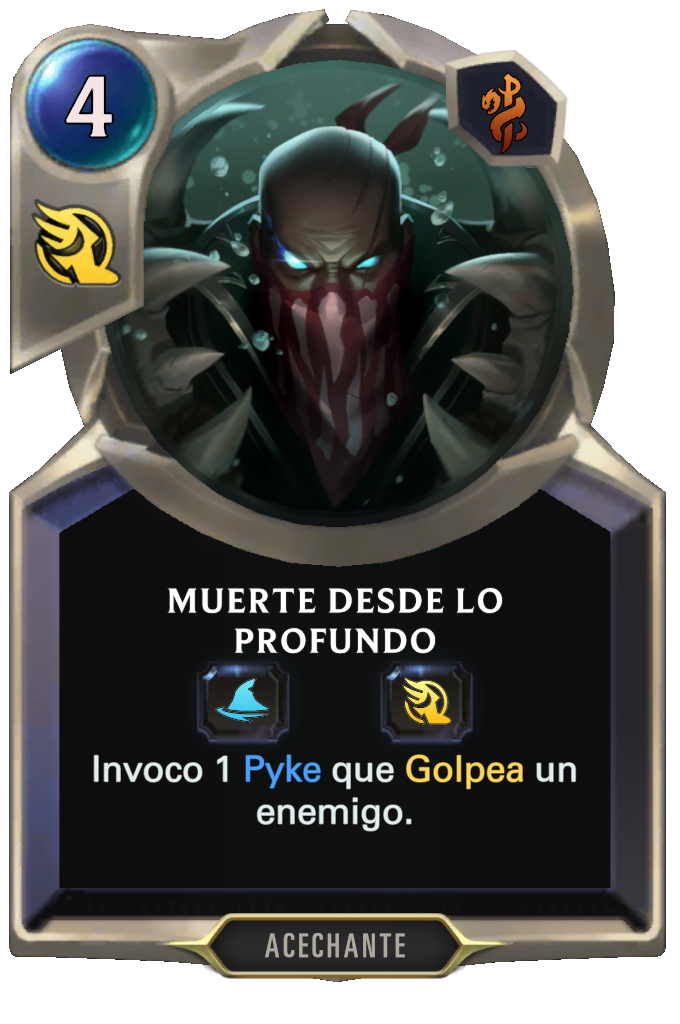 4
MUERTE DESDE LO
PROFUNDO
Invoco 1 Pyke que Golpea un
enemigo.
ACECHANTE